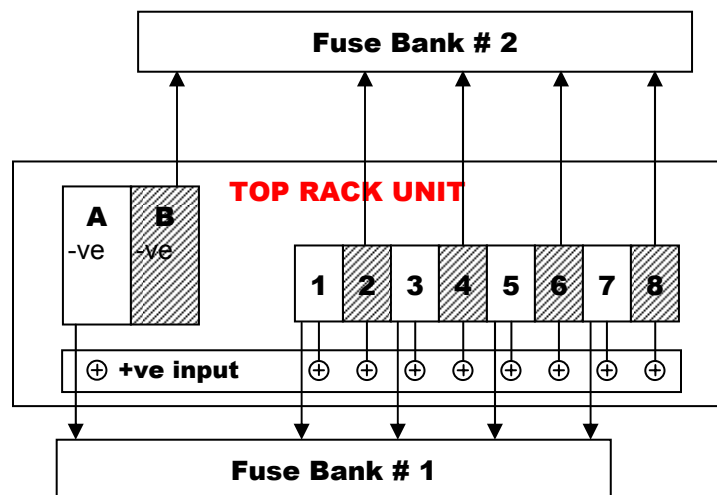 Fuse Bank # 2
TOP RACK UNIT
A B
-ve -ve
1 2 3 4 5 6 7 8
+ +ve input + + + + + + + +
Fuse Bank # 1